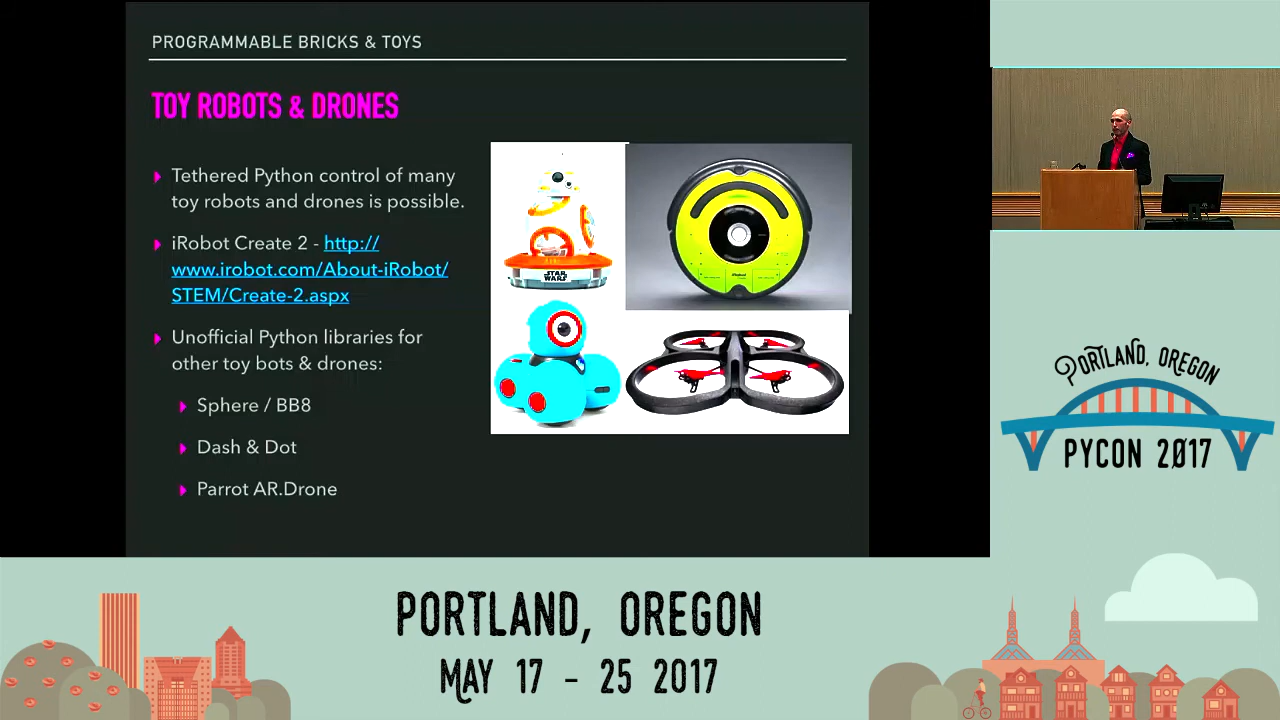 PROGRAMMABLE BRICKS & TOYS
TOY ROBOTS & DRONES
Tethered Python control of many
toy robots and drones is possible.
iRobot Create 2 - http://
www.irobot.com/About-iRobot/
STEM/Create-2.aspx
Unofficial Python libraries for
other toy bots & drones:
Sphere / BB8
Dash & Dot
Parrot AR.Drone
STAR
WARS
PORTLAND, OREGON
PYCON 2017
PORTLAND, OREGON
MAY 17 - 25 2017